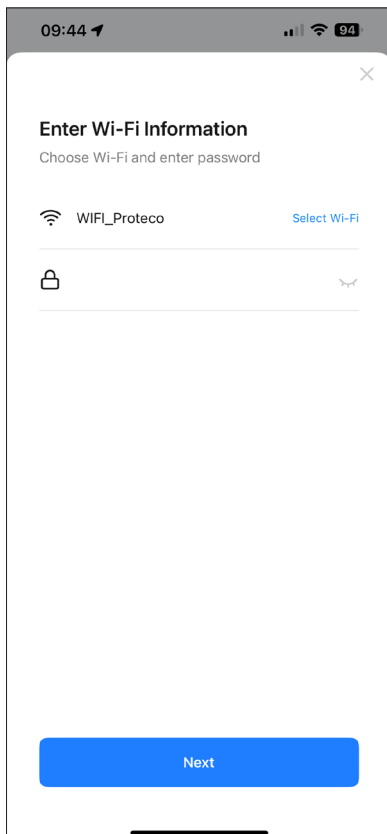 09:44
94
Enter Wi-Fi Information
Choose Wi-Fi and enter password
WIFI_Proteco Select Wi-Fi
Next